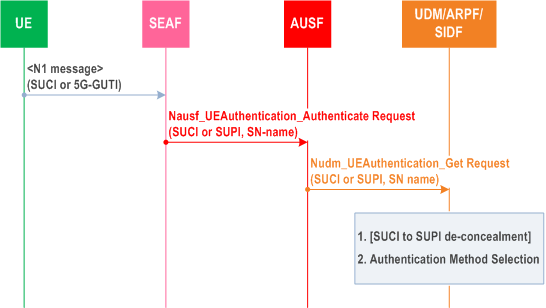 UE
SEAF
AUSF
UDM/ARPF/
SIDF
<N1 message>
(SUCI or 5G-GUTI)
Nausf_UEAuthentication_Authenticate Request
(SUCI or SUPI, SN-name)
Nudm_UEAuthentication_Get Request
(SUCI or SUPI, SN name)
1. [SUCI to SUPI de-concealment]
2. Authentication Method Selection